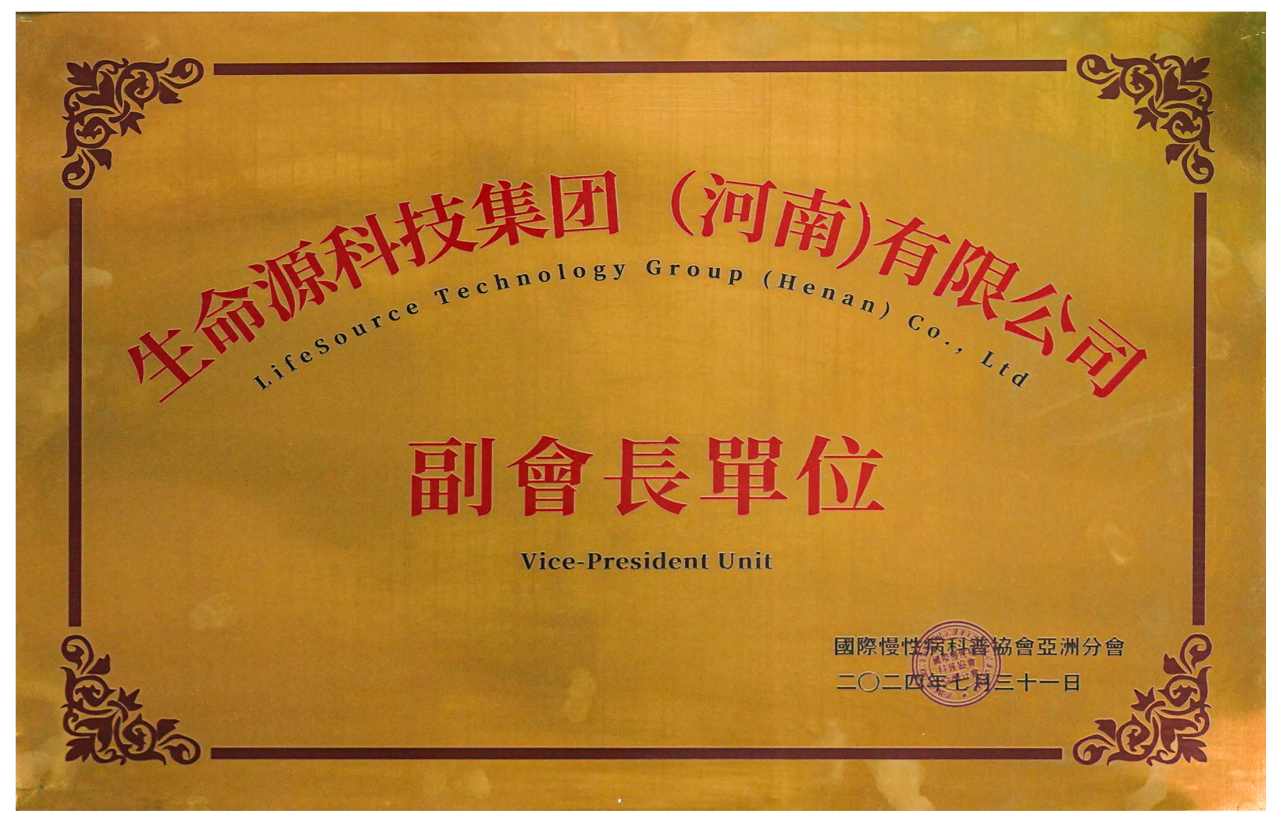 生命源科技集团（河南)有限公司
LifeSource Technology Group (Henan) Co., Ltd
副會長單位
Vice-President Unit
國際慢性病科普協會亞洲分會
二〇二四年七月三十一日